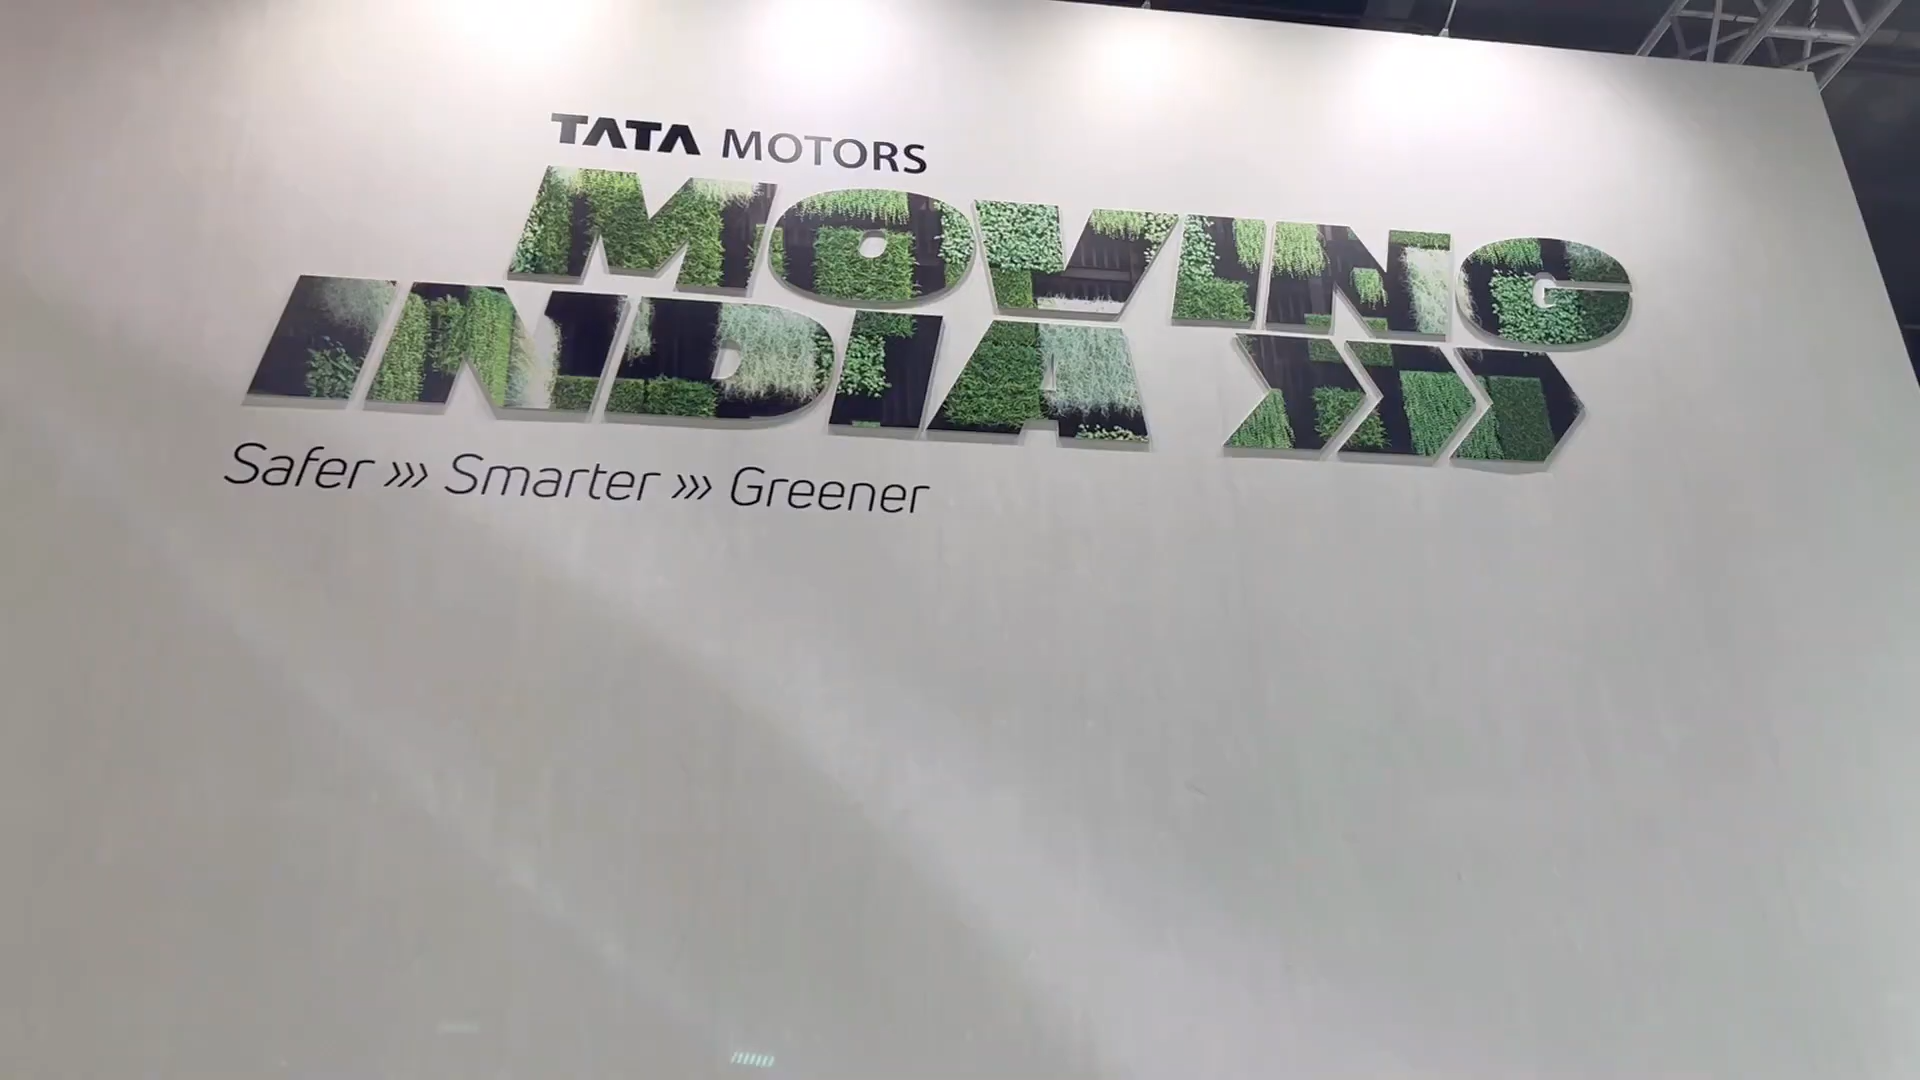 TATA MOTORS
MOVING
INDIA >>>
Safer >>> Smarter >>> Greener